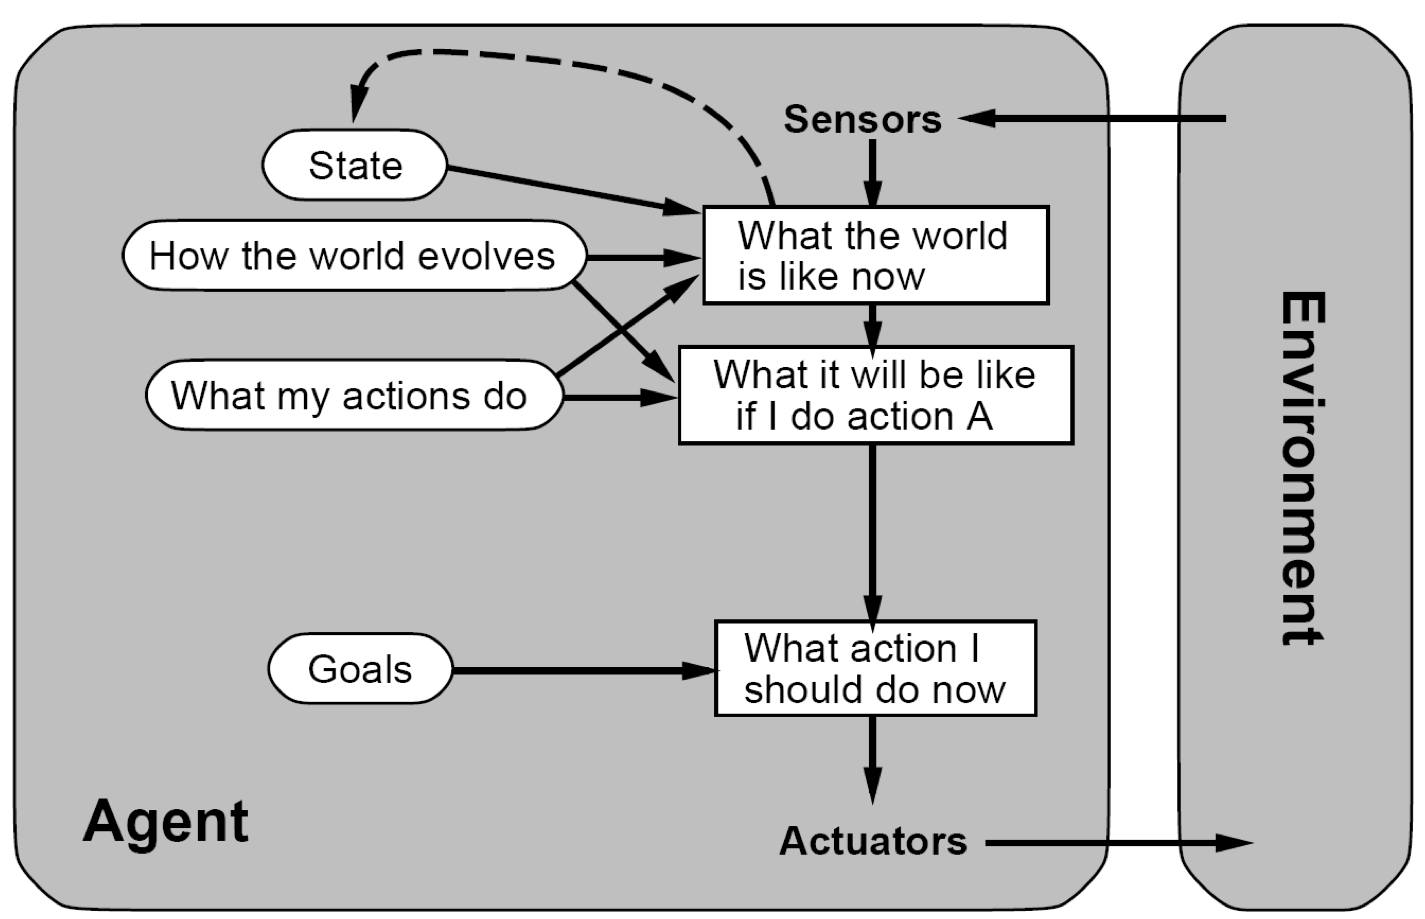 Sensors
State
How the world evolves
What the world
is like now
What my actions do
What it will be like
if I do action A
Goals
What action I
should do now
Agent
Actuators
Environment